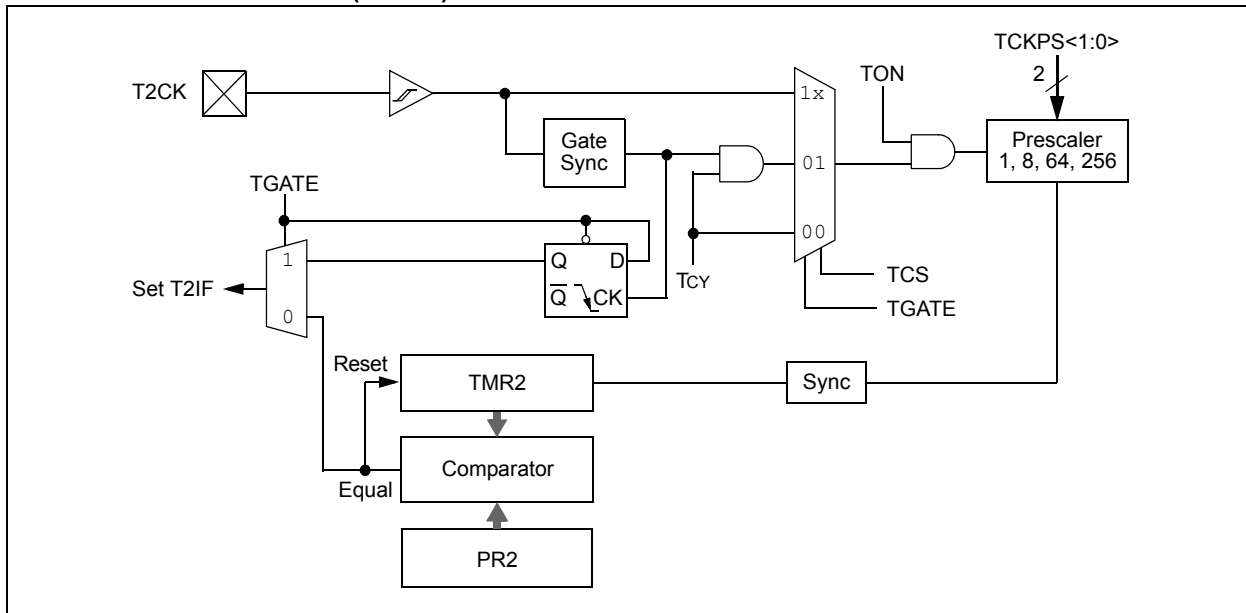 TCKPS<1:0>
2
T2CK
1x
TON
Gate
Sync
01
Prescaler
1, 8, 64, 256
TGATE
00
1
Q
D
TCY
TCS
Set T2IF
Q
CK
TGATE
0
Reset
TMR2
Sync
Comparator
Equal
PR2